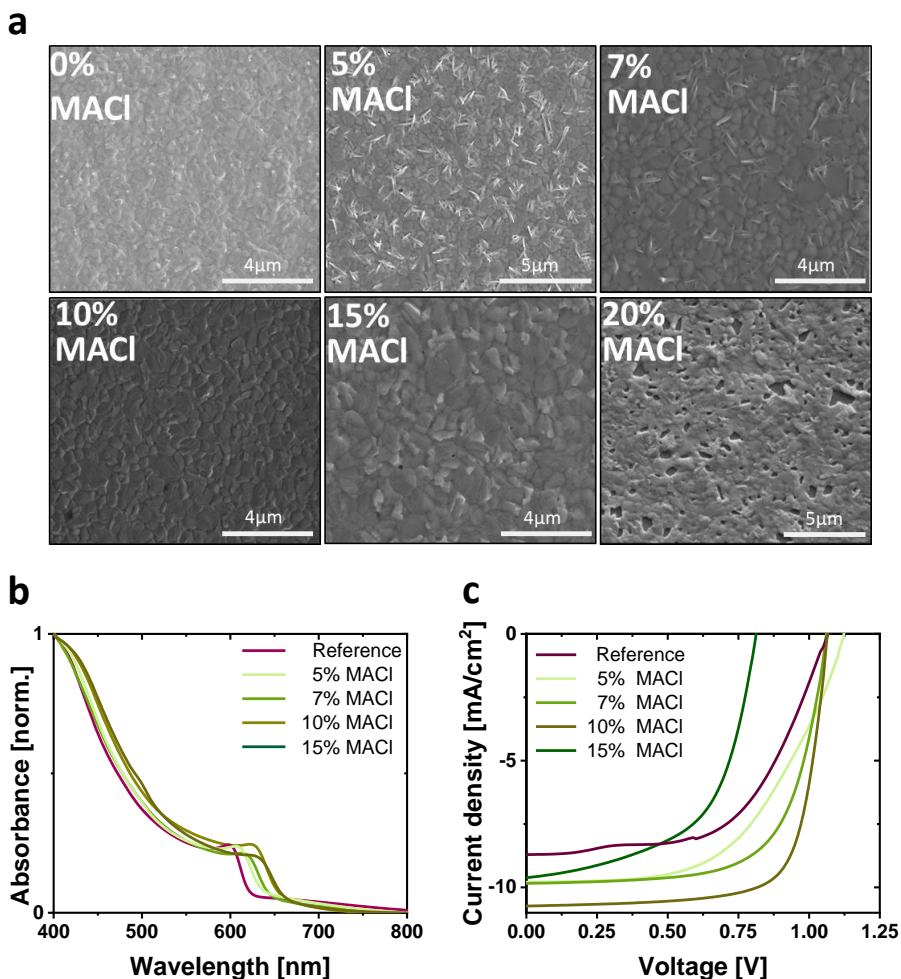 a
0%
MACl
4µm
5%
MACl
5µm
7%
MACl
4µm
10%
MACl
4µm
15%
MACl
4µm
20%
MACl
5µm
b
Absorbance [norm.]
1
0
400
500
600
700
800
Wavelength [nm]
Reference
5% MACl
7% MACl
10% MACl
15% MACl
c
Current density [mA/cm²]
0
-5
-10
0.00
0.25
0.50
0.75
1.00
1.25
Voltage [V]
Reference
5% MACl
7% MACl
10% MACl
15% MACl